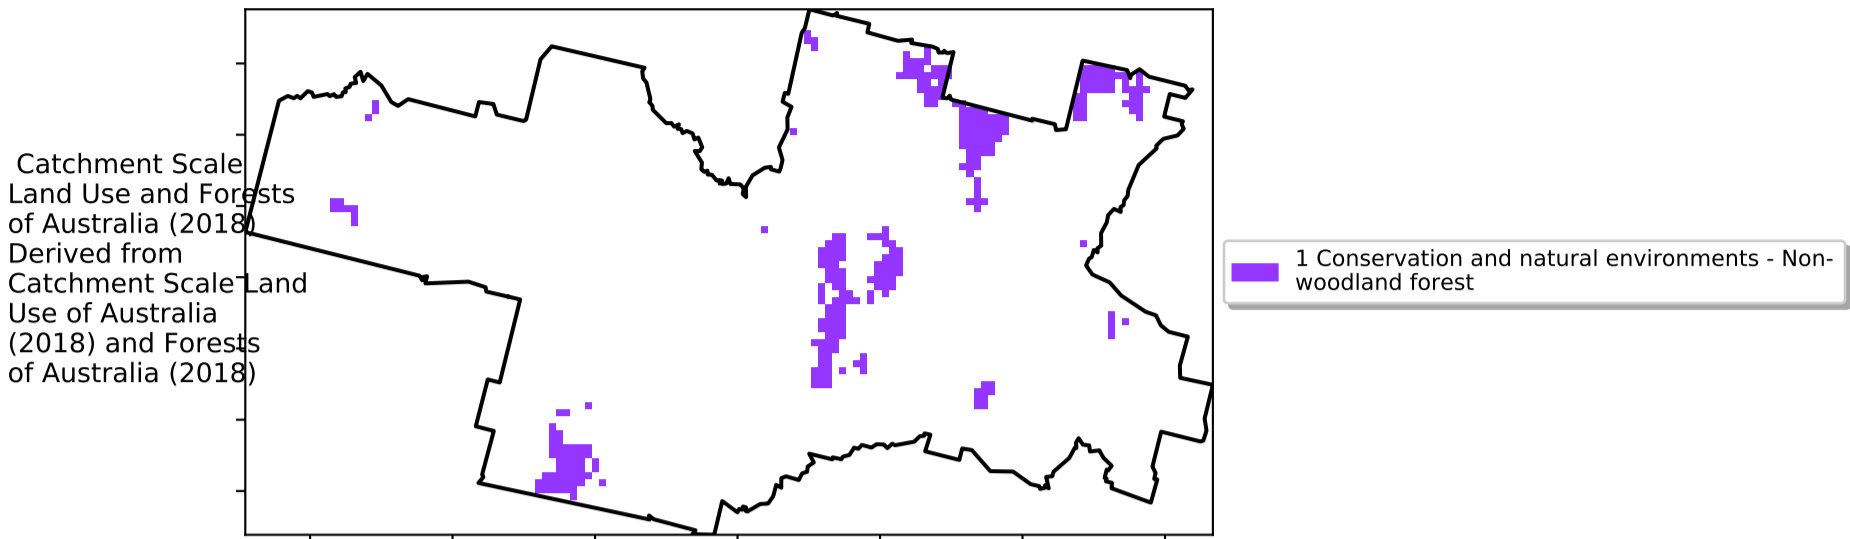 Catchment Scale
Land Use and Forests
of Australia (2018)
Derived from
Catchment Scale Land
Use of Australia
(2018) and Forests
of Australia (2018)
1 Conservation and natural environments - Non-
woodland forest